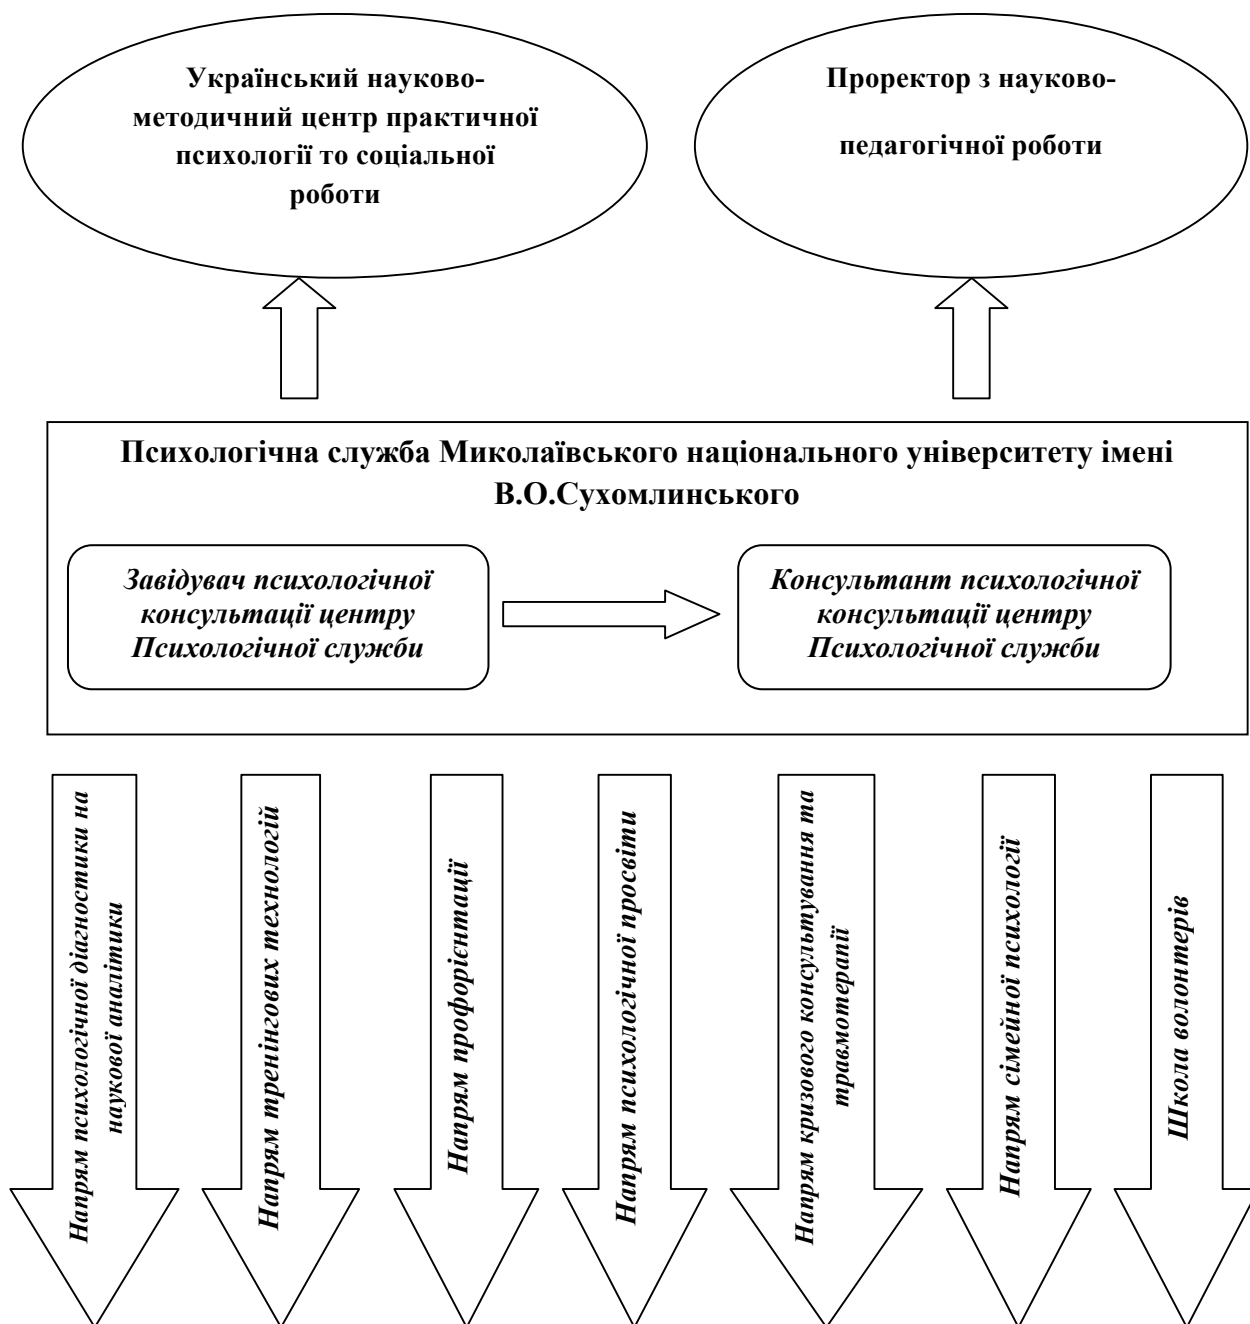 Український науково-
методичний центр практичної
психології то соціальної
роботи
Проректор з науково-
педагогічної роботи
Психологічна служба Миколаївського національного університету імені
В.О.Сухомлинського
Завідувач психологічної
консультації центру
Психологічної служби
Консультант психологічної
консультації центру
Психологічної служби
Напрям психологічної діагностики на
наукової аналітики
Напрям тренінгових технологій
Напрям профорієнтації
Напрям психологічної просвіти
Напрям кризового консультування та
травмотерапії
Напрям сімейної психології
Школа волонтерів